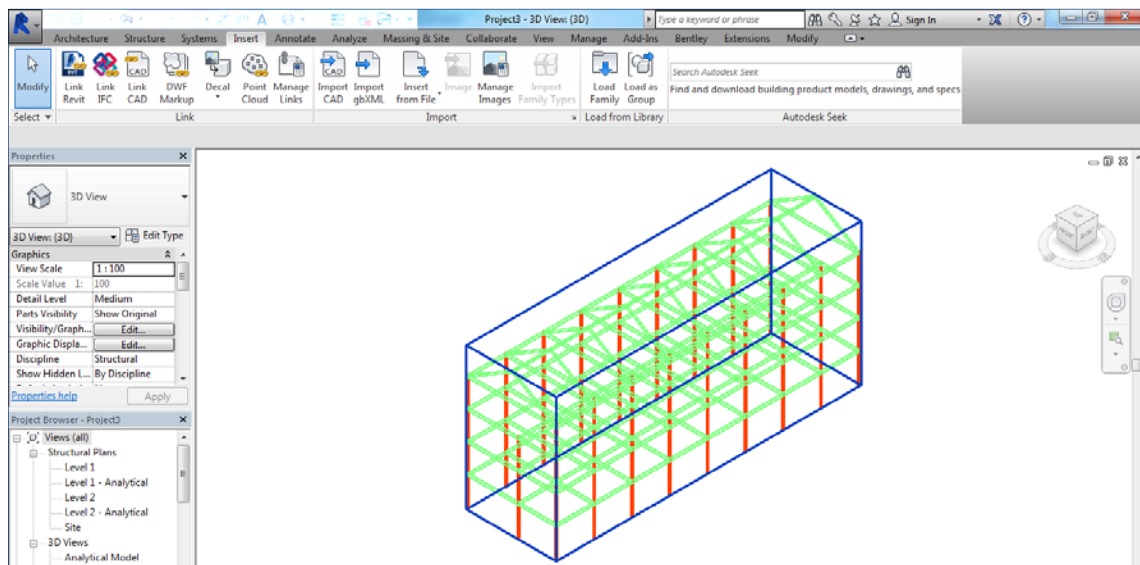 Project3 - 3D View: {3D}
Type a keyword or phrase
Sign In
Architecture Structure Systems Insert Annotate Analyze Massing & Site Collaborate View Manage Add-Ins Bentley Extensions Modify
Modify
Link Revit
Link IFC
Link CAD
DWF Markup
Decal
Point Cloud
Manage Links
Import CAD
Import gbXML
Insert from File
Image
Manage Images
Import Family Types
Load Family
Load as Group
Search Autodesk Seek
Find and download building product models, drawings, and specs
Select
Link
Import
Load from Library
Autodesk Seek
Properties
3D View
3D View: {3D}
Edit Type
Graphics
View Scale 1 : 100
Scale Value 1: 100
Detail Level Medium
Parts Visibility Show Original
Visibility/Graph... Edit...
Graphic Displa... Edit...
Discipline Structural
Show Hidden L... By Discipline
Properties help Apply
Project Browser - Project3
Views (all)
Structural Plans
Level 1
Level 1 - Analytical
Level 2
Level 2 - Analytical
Site
3D Views
Analytical Model